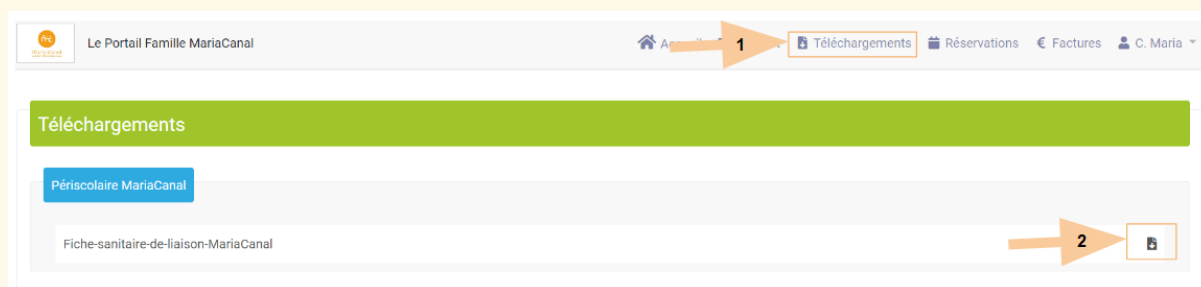 Le Portail Famille MariaCanal
1
Téléchargements
Réservations
€ Factures
C. Maria
Téléchargements
Périscolaire MariaCanal
Fiche-sanitaire-de-liaison-MariaCanal
2